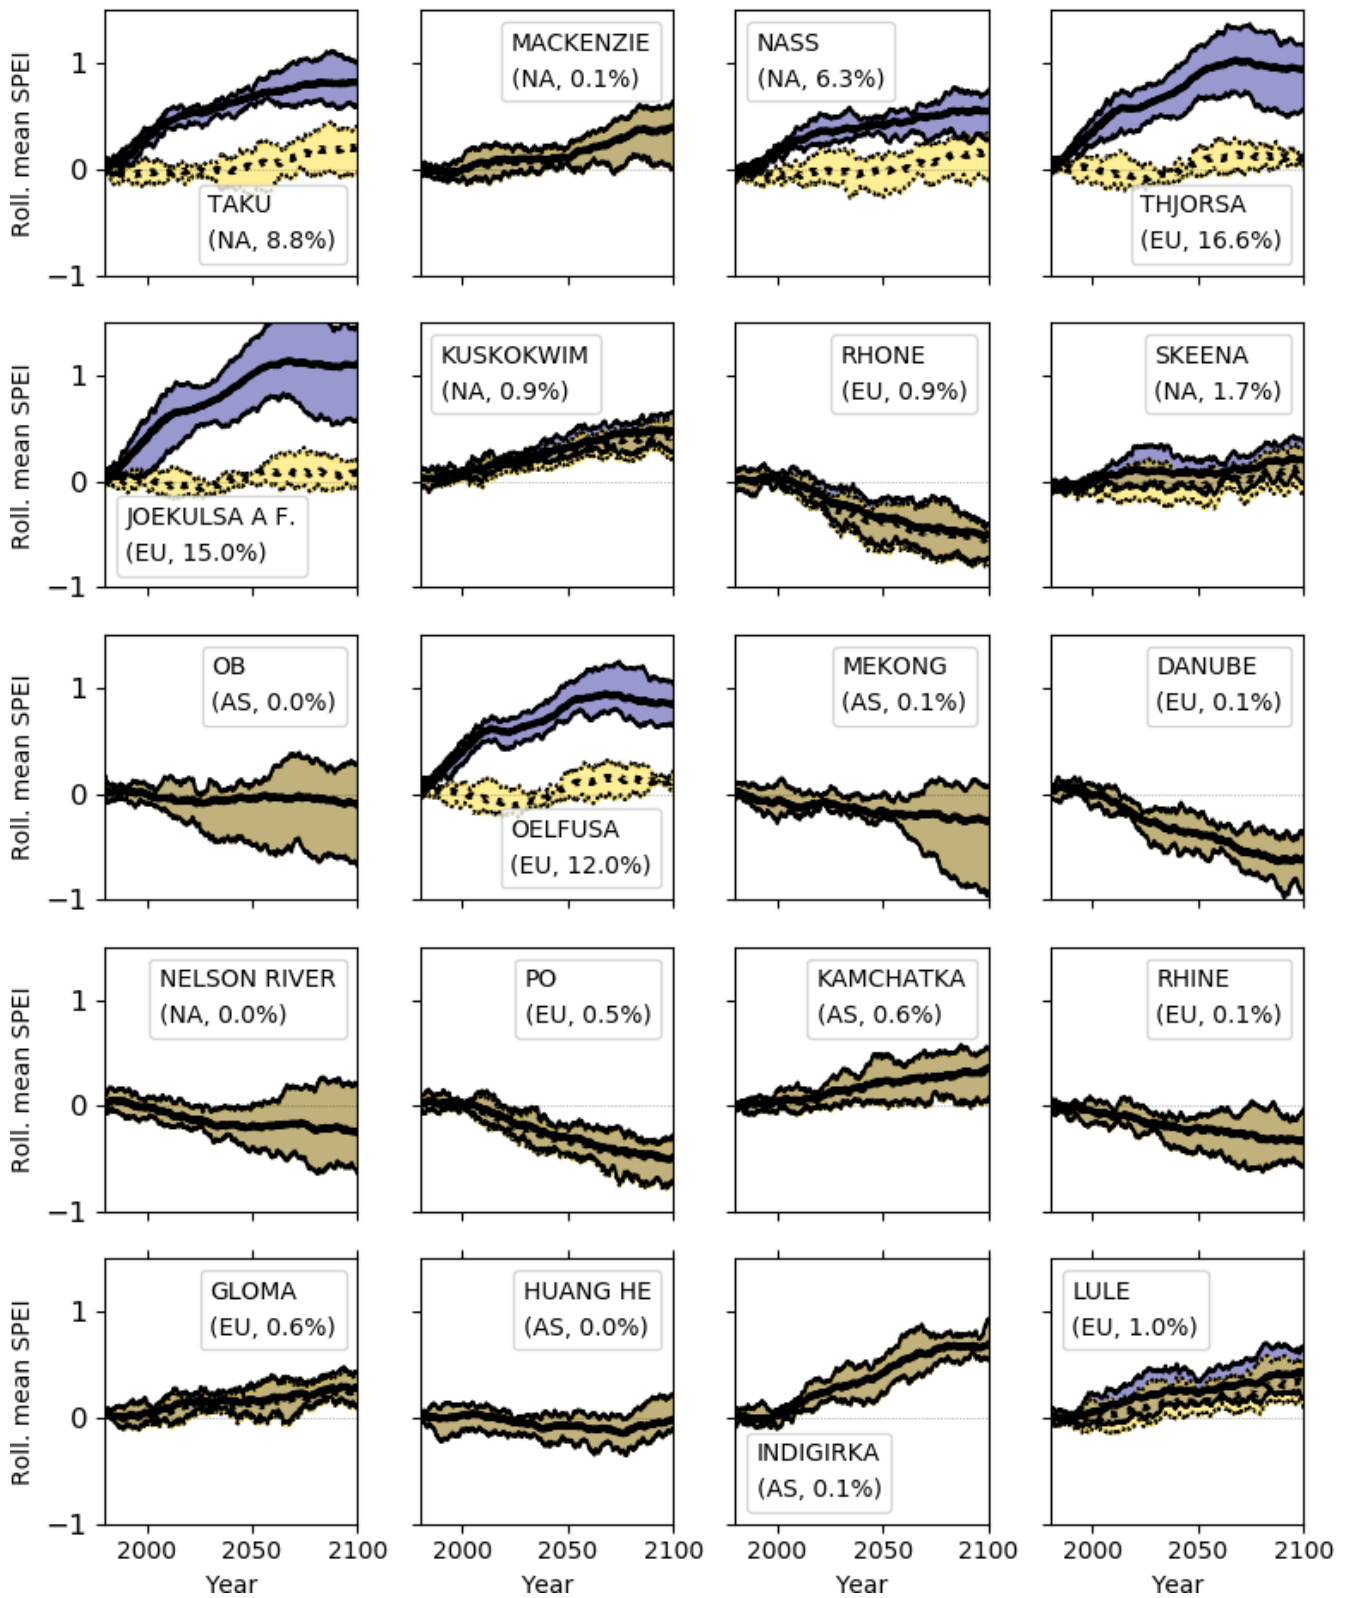 Roll. mean SPEI
1
0
−1
TAKU
(NA, 8.8%)
MACKENZIE
(NA, 0.1%)
NASS
(NA, 6.3%)
THJORSA
(EU, 16.6%)
Roll. mean SPEI
1
0
−1
JOEKULSA A F.
(EU, 15.0%)
KUSKOKWIM
(NA, 0.9%)
RHONE
(EU, 0.9%)
SKEENA
(NA, 1.7%)
Roll. mean SPEI
1
0
−1
OB
(AS, 0.0%)
OELFUSA
(EU, 12.0%)
MEKONG
(AS, 0.1%)
DANUBE
(EU, 0.1%)
Roll. mean SPEI
1
0
−1
NELSON RIVER
(NA, 0.0%)
PO
(EU, 0.5%)
KAMCHATKA
(AS, 0.6%)
RHINE
(EU, 0.1%)
Roll. mean SPEI
1
0
−1
GLOMA
(EU, 0.6%)
HUANG HE
(AS, 0.0%)
INDIGIRKA
(AS, 0.1%)
LULE
(EU, 1.0%)
2000 2050 2100 2000 2050 2100 2000 2050 2100 2000 2050 2100
Year Year Year Year